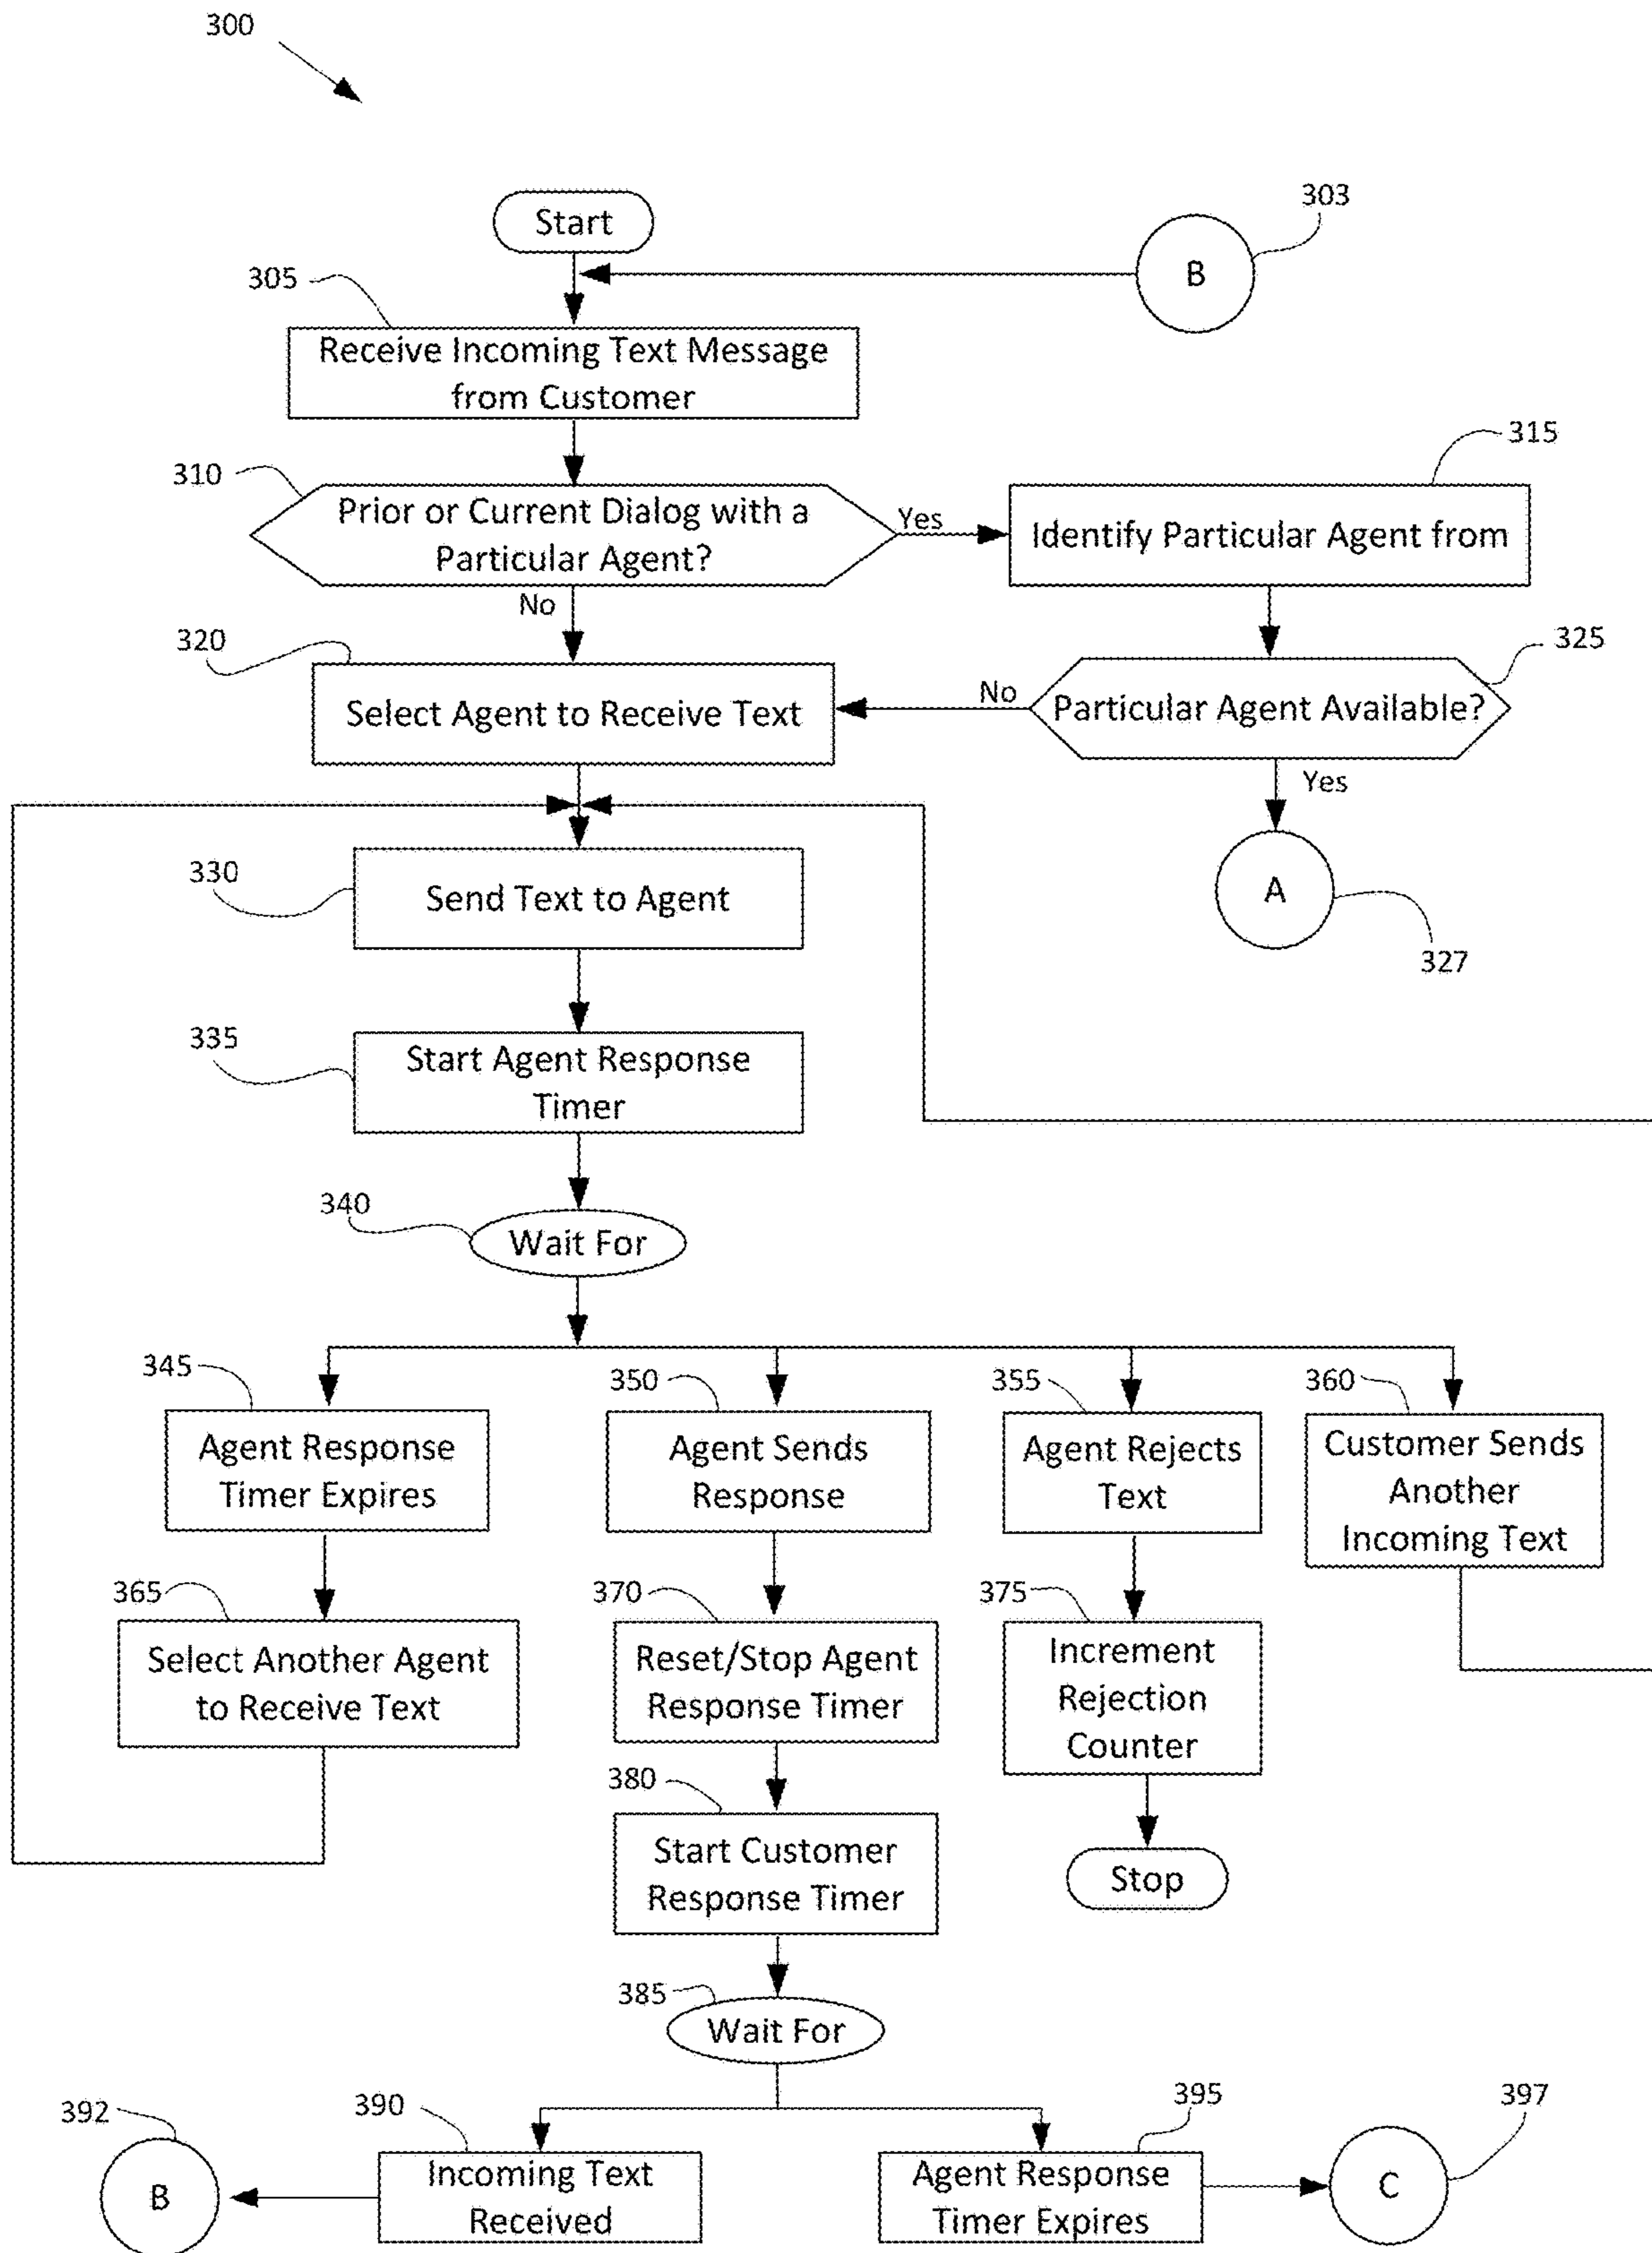 300
Start
303
B
305
Receive Incoming Text Message
from Customer
310
Prior or Current Dialog with a
Particular Agent?
Yes
315
Identify Particular Agent from
No
320
Select Agent to Receive Text
325
Particular Agent Available?
No
Yes
A
327
330
Send Text to Agent
335
Start Agent Response
Timer
340
Wait For
345
Agent Response
Timer Expires
350
Agent Sends
Response
355
Agent Rejects
Text
360
Customer Sends
Another
Incoming Text
365
Select Another Agent
to Receive Text
370
Reset/Stop Agent
Response Timer
375
Increment
Rejection
Counter
380
Start Customer
Response Timer
Stop
385
Wait For
392
B
390
Incoming Text
Received
395
Agent Response
Timer Expires
397
C